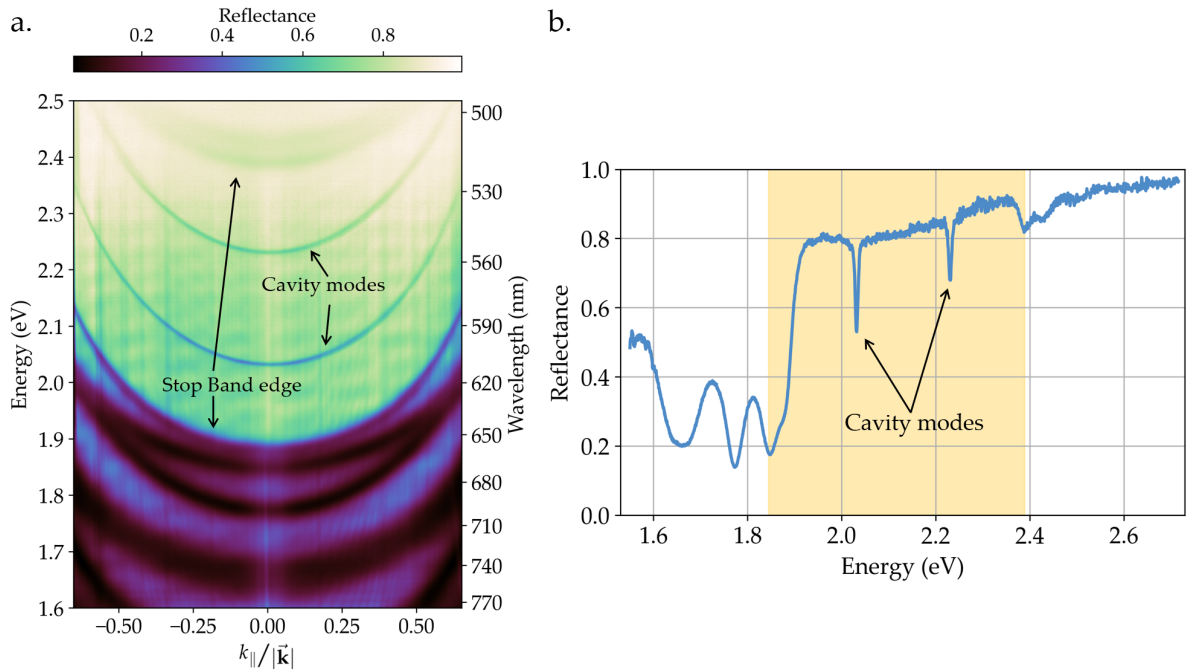 a.
Reflectance
0.2 0.4 0.6 0.8
2.5
2.4
2.3
2.2
2.1
2.0
1.9
1.8
1.7
1.6
Energy (eV)
500
530
560
590
620
650
680
710
740
770
Wavelength (nm)
Cavity modes
Stop Band edge
−0.50 −0.25 0.00 0.25 0.50
k∥/|k⃗|
b.
1.0
0.8
0.6
0.4
0.2
0.0
Reflectance
Cavity modes
1.6 1.8 2.0 2.2 2.4 2.6
Energy (eV)